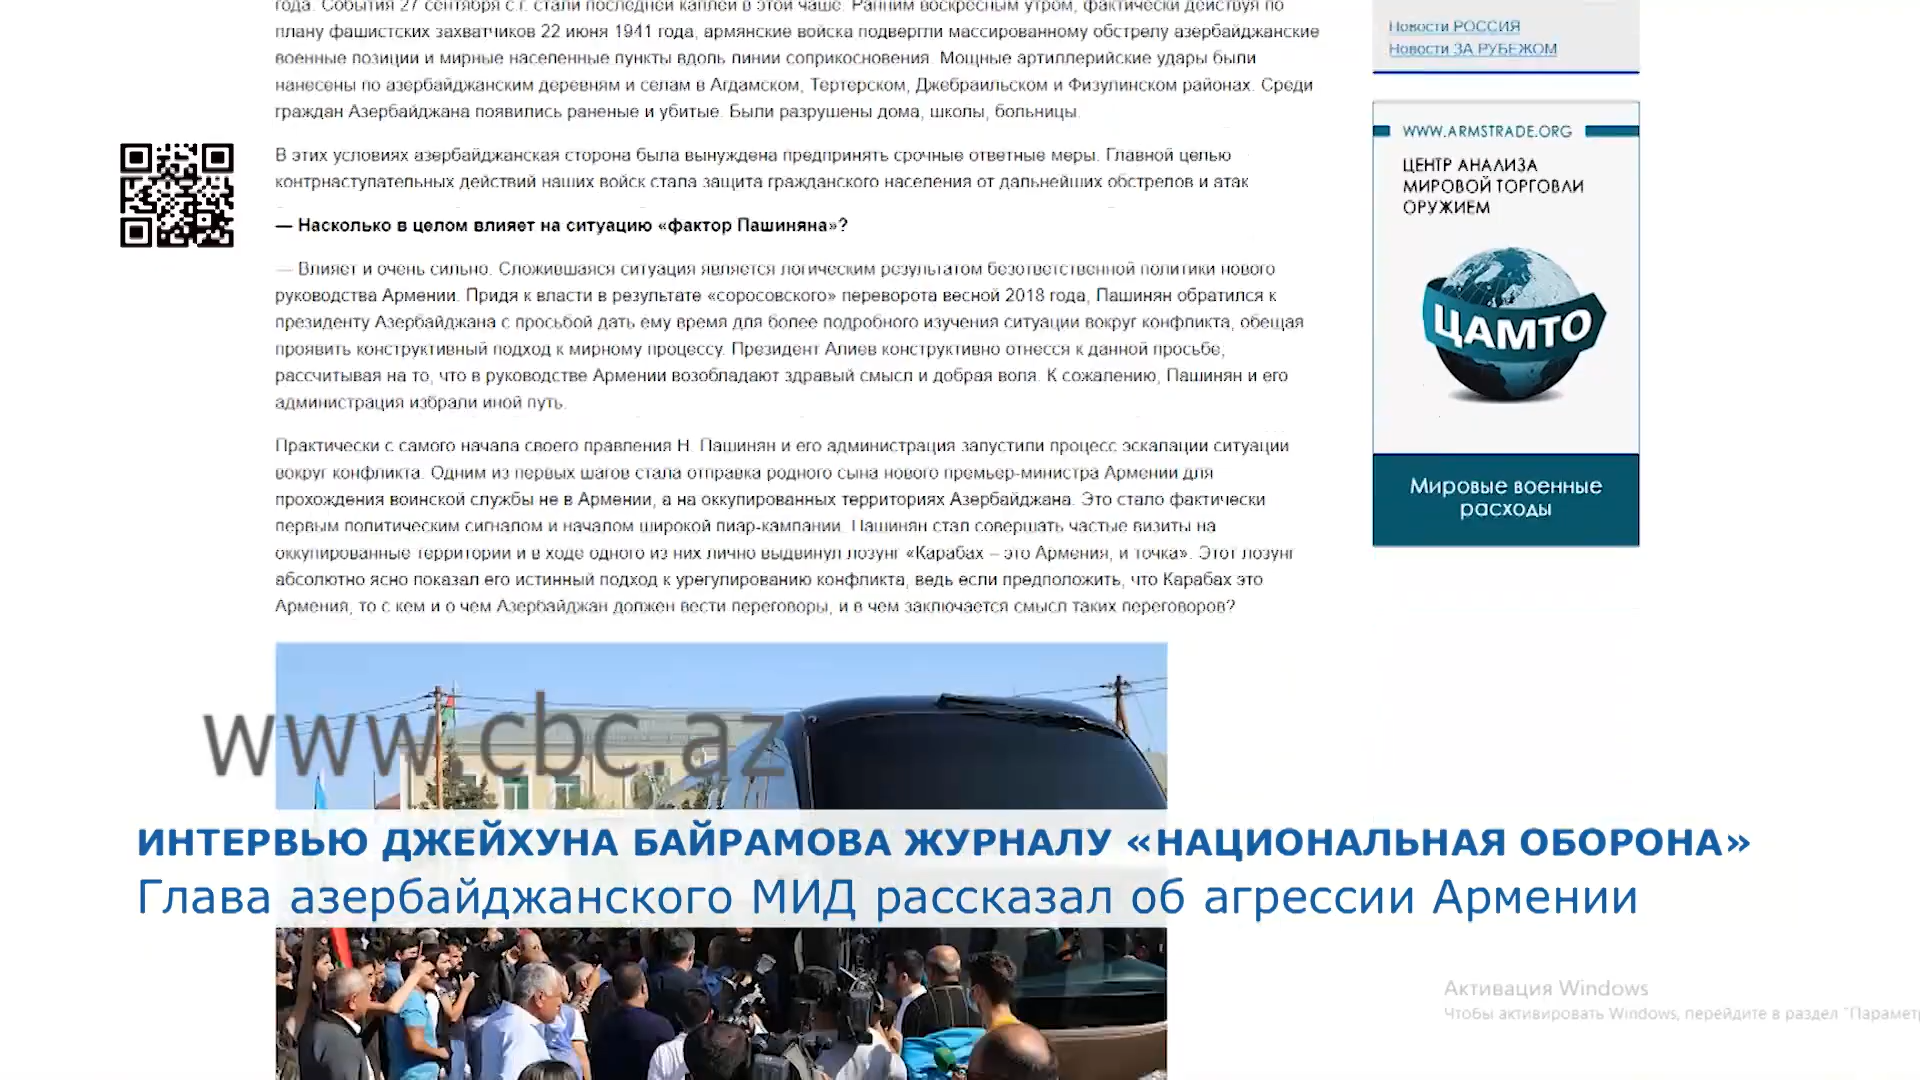 года. События 27 сентября с.г. стали последней каплей в этой чаше. Ранним воскресным утром, фактически действуя по
плану фашистских захватчиков 22 июня 1941 года, армянские войска подвергли массированному обстрелу азербайджанские
военные позиции и мирные населенные пункты вдоль линии соприкосновения. Мощные артиллерийские удары были
нанесены по азербайджанским деревням и селам в Агдамском, Тертерском, Джебраильском и Физулинском районах. Среди
граждан Азербайджана появились раненые и убитые. Были разрушены дома, школы, больницы.
В этих условиях азербайджанская сторона была вынуждена предпринять срочные ответные меры. Главной целью
контрнаступательных действий наших войск стала защита гражданского населения от дальнейших обстрелов и атак
— Насколько в целом влияет на ситуацию «фактор Пашиняна»?
— Влияет и очень сильно. Сложившаяся ситуация является логическим результатом безответственной политики нового
руководства Армении. Придя к власти в результате «соросовского» переворота весной 2018 года, Пашинян обратился к
президенту Азербайджана с просьбой дать ему время для более подробного изучения ситуации вокруг конфликта, обещая
проявить конструктивный подход к мирному процессу. Президент Алиев конструктивно отнесся к данной просьбе,
рассчитывая на то, что в руководстве Армении возобладают здравый смысл и добрая воля. К сожалению, Пашинян и его
администрация избрали иной путь.
Практически с самого начала своего правления Н. Пашинян и его администрация запустили процесс эскалации ситуации
вокруг конфликта. Одним из первых шагов стала отправка родного сына нового премьер-министра Армении для
прохождения воинской службы не в Армении, а на оккупированных территориях Азербайджана. Это стало фактически
первым политическим сигналом и началом широкой пиар-кампании. Пашинян стал совершать частые визиты на
оккупированные территории и в ходе одного из них лично выдвинул лозунг «Карабах – это Армения, и точка». Этот лозунг
абсолютно ясно показал его истинный подход к урегулированию конфликта, ведь если предположить, что Карабах это
Армения, то с кем и о чем Азербайджан должен вести переговоры, и в чем заключается смысл таких переговоров?
Новости РОССИЯ
Новости ЗА РУБЕЖОМ
WWW.ARMSTRADE.ORG
ЦЕНТР АНАЛИЗА
МИРОВОЙ ТОРГОВЛИ
ОРУЖИЕМ
ЦАМТО
Мировые военные
расходы
www.cbc.az
ИНТЕРВЬЮ ДЖЕЙХУНА БАЙРАМОВА ЖУРНАЛУ «НАЦИОНАЛЬНАЯ ОБОРОНА»
Глава азербайджанского МИД рассказал об агрессии Армении
Активация Windows
Чтобы активировать Windows, перейдите в раздел "Парамет